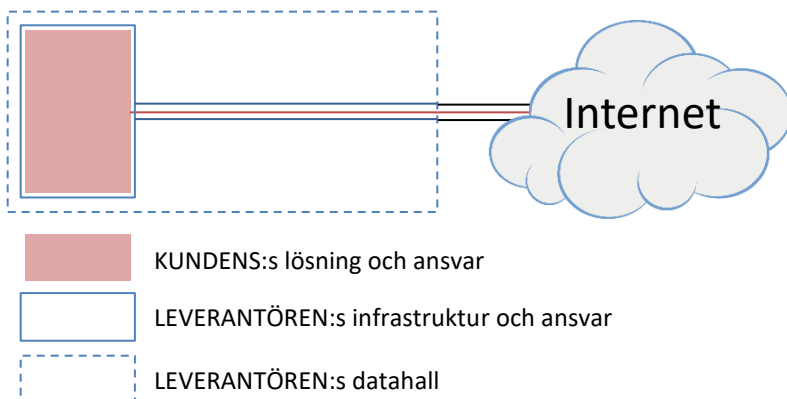 Internet
KUNDENS:s lösning och ansvar
LEVERANTÖREN:s infrastruktur och ansvar
LEVERANTÖREN:s datahall